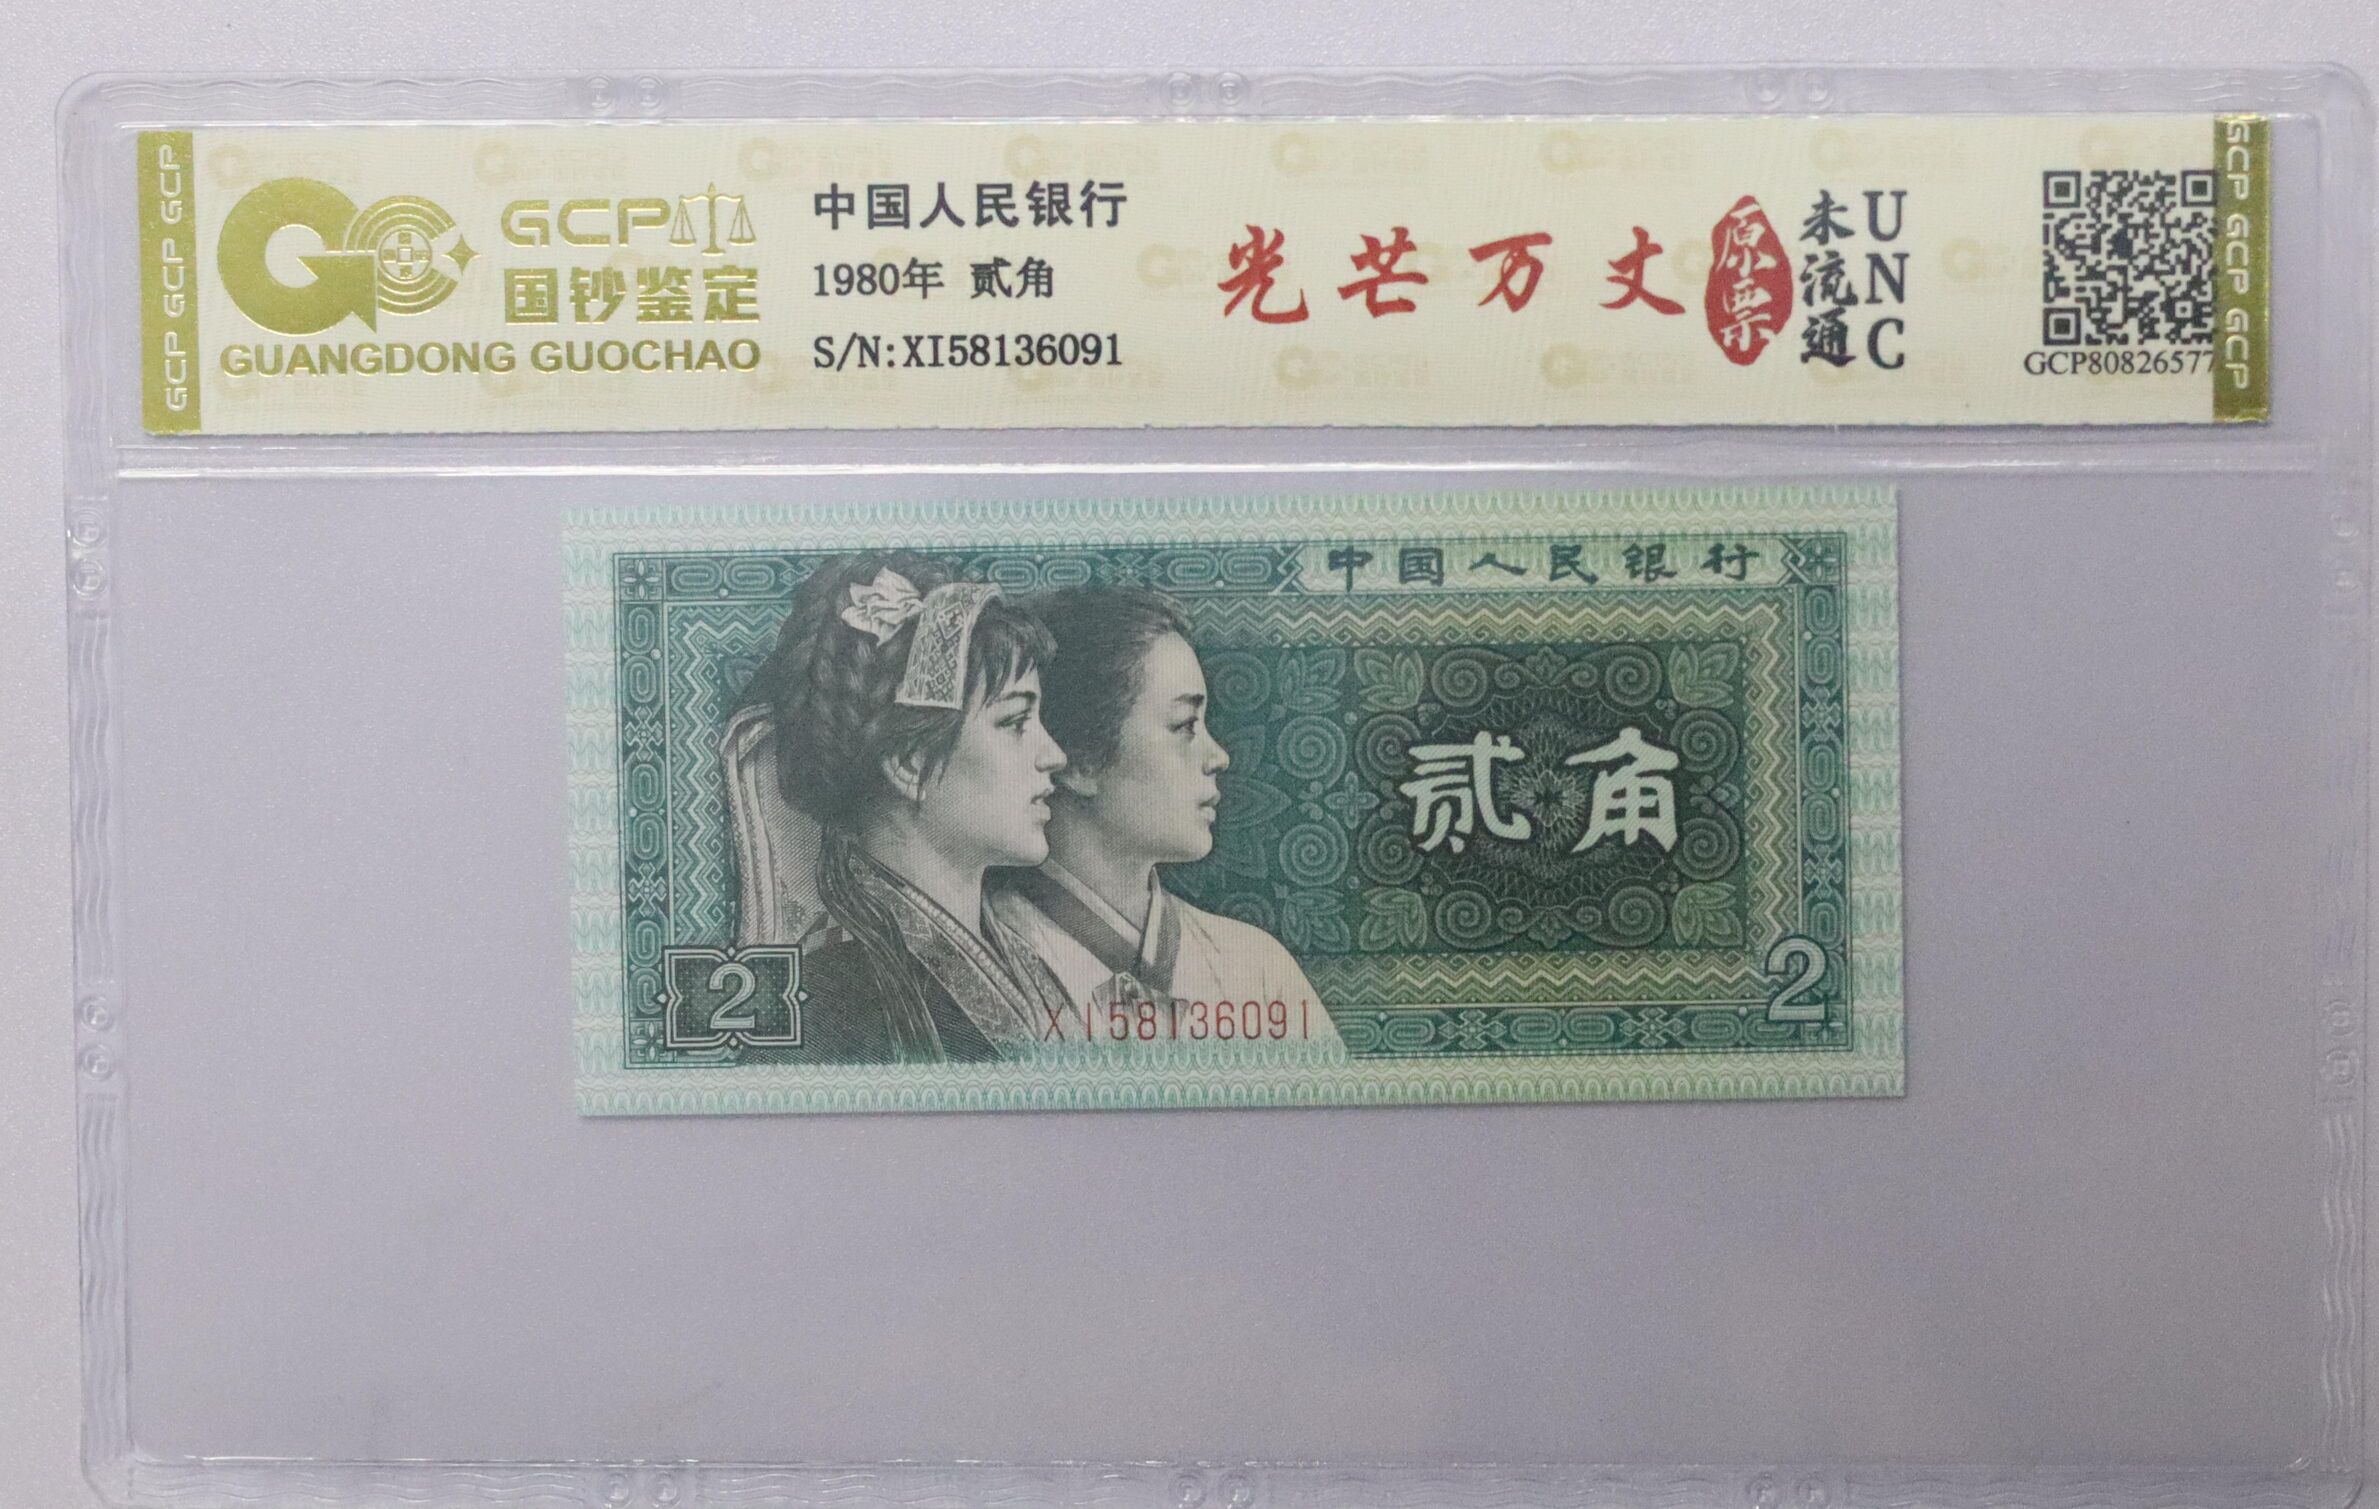 GCP GCP GCP
GCP
国钞鉴定
GUANGDONG GUOCHAO
中国人民银行
1980年 贰角
S/N:XI58136091
光芒万丈
原票
未流通
UNC
GCP80826577
GCP GCP GCP
中国人民银行
贰角
2
XI58136091
2